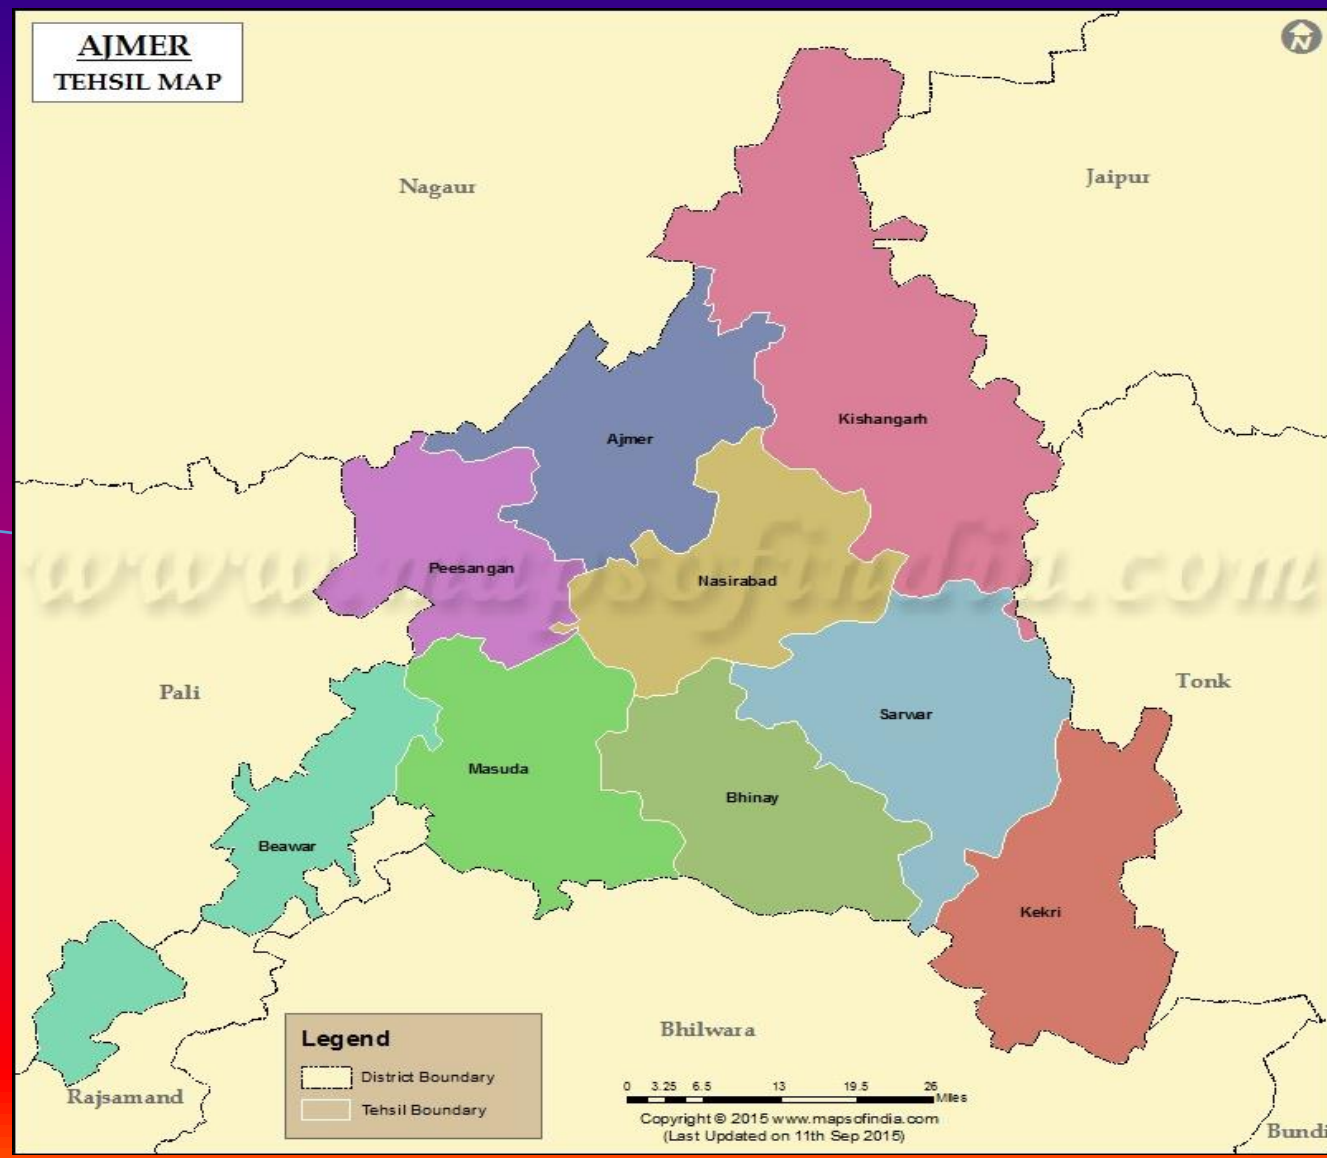 AJMER
TEHSIL MAP
N
Nagaur
Jaipur
Kishangarh
Ajmer
Peesangan
Nasirabad
www.mapsofindia.com
Pali
Tonk
Sarwar
Masuda
Bhinay
Beawar
Kekri
Bhilwara
Rajsamand
Bundi
Legend
District Boundary
Tehsil Boundary
0 3.25 6.5 13 19.5 26
Miles
Copyright © 2015 www.mapsofindia.com
(Last Updated on 11th Sep 2015)